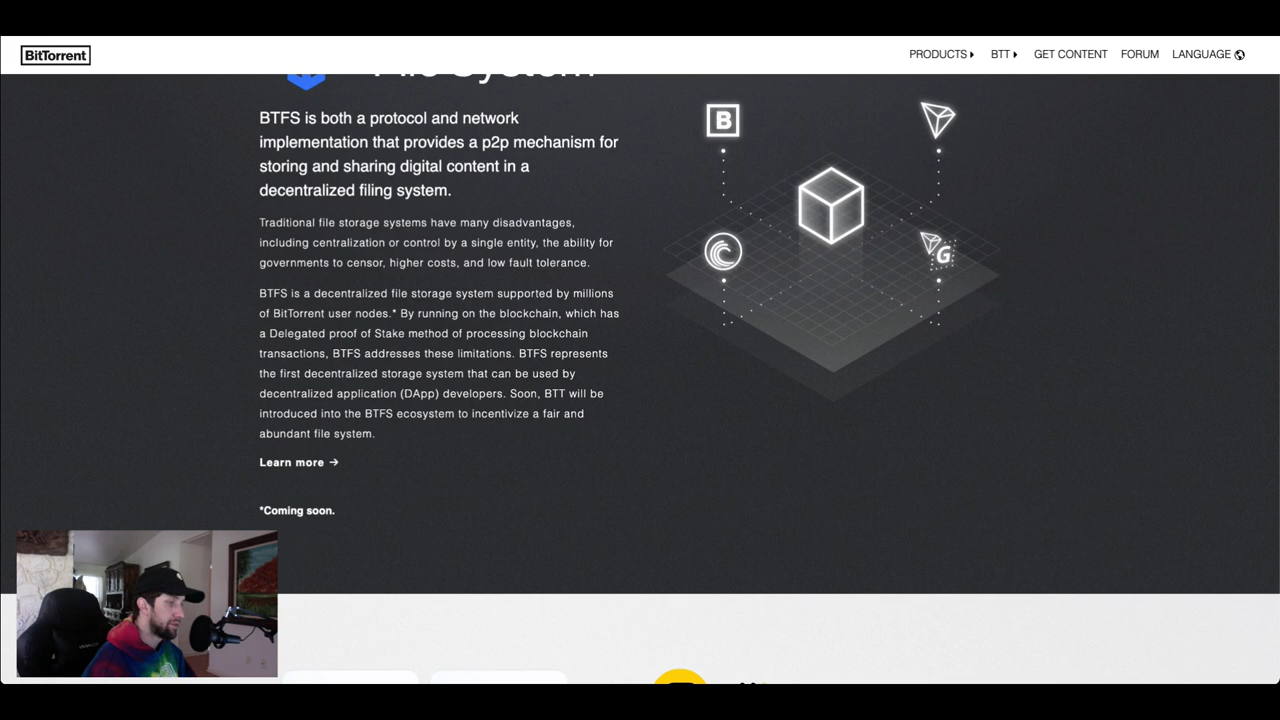 BitTorrent
PRODUCTS
BTT
GET CONTENT
FORUM
LANGUAGE
File System
BTFS is both a protocol and network
implementation that provides a p2p mechanism for
storing and sharing digital content in a
decentralized filing system.
Traditional file storage systems have many disadvantages,
including centralization or control by a single entity, the ability for
governments to censor, higher costs, and low fault tolerance.
BTFS is a decentralized file storage system supported by millions
of BitTorrent user nodes.* By running on the blockchain, which has
a Delegated proof of Stake method of processing blockchain
transactions, BTFS addresses these limitations. BTFS represents
the first decentralized storage system that can be used by
decentralized application (DApp) developers. Soon, BTT will be
introduced into the BTFS ecosystem to incentivize a fair and
abundant file system.
Learn more →
*Coming soon.
B
G